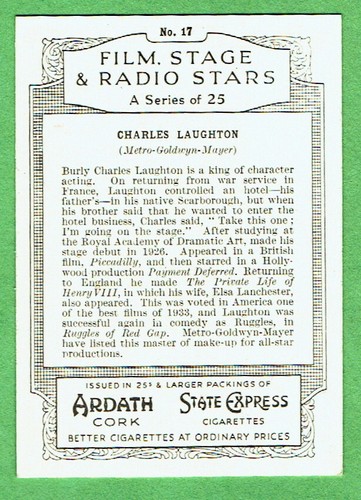 No. 17
FILM, STAGE
& RADIO STARS
A Series of 25
CHARLES LAUGHTON
(Metro-Goldwyn-Mayer)
Burly Charles Laughton is a king of character
acting. On returning from war service in
France, Laughton controlled an hotel—his
father's—in his native Scarborough, but when
his brother said that he wanted to enter the
hotel business, Charles said, " Take this one ;
I'm going on the stage." After studying at
the Royal Academy of Dramatic Art, made his
stage debut in 1926. Appeared in a British
film, Piccadilly, and then starred in a Holly-
wood production Payment Deferred. Returning
to England he made The Private Life of
Henry VIII, in which his wife, Elsa Lanchester,
also appeared. This was voted in America one
of the best films of 1933, and Laughton was
successful again in comedy as Ruggles, in
Ruggles of Red Gap. Metro-Goldwyn-Mayer
have listed this master of make-up for all-star
productions.
ISSUED IN 25s & LARGER PACKINGS OF
ARDATH STATE EXPRESS
CORK CIGARETTES
BETTER CIGARETTES AT ORDINARY PRICES